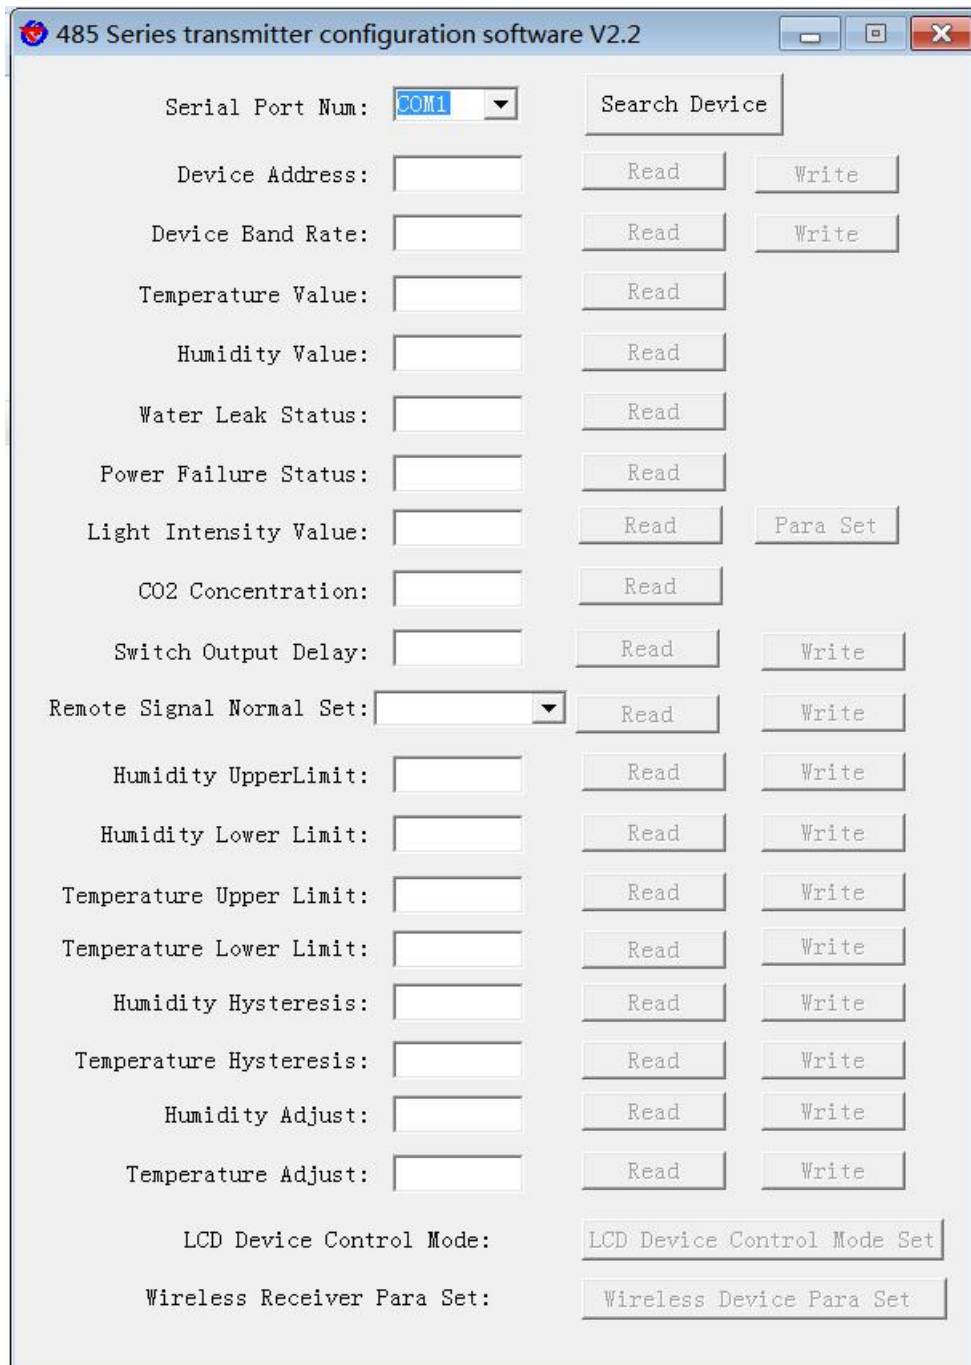 485 Series transmitter configuration software V2.2
Serial Port Num: COM1 Search Device
Device Address: Read Write
Device Band Rate: Read Write
Temperature Value: Read
Humidity Value: Read
Water Leak Status: Read
Power Failure Status: Read
Light Intensity Value: Read Para Set
CO2 Concentration: Read
Switch Output Delay: Read Write
Remote Signal Normal Set: Read Write
Humidity UpperLimit: Read Write
Humidity Lower Limit: Read Write
Temperature Upper Limit: Read Write
Temperature Lower Limit: Read Write
Humidity Hysteresis: Read Write
Temperature Hysteresis: Read Write
Humidity Adjust: Read Write
Temperature Adjust: Read Write
LCD Device Control Mode: LCD Device Control Mode Set
Wireless Receiver Para Set: Wireless Device Para Set